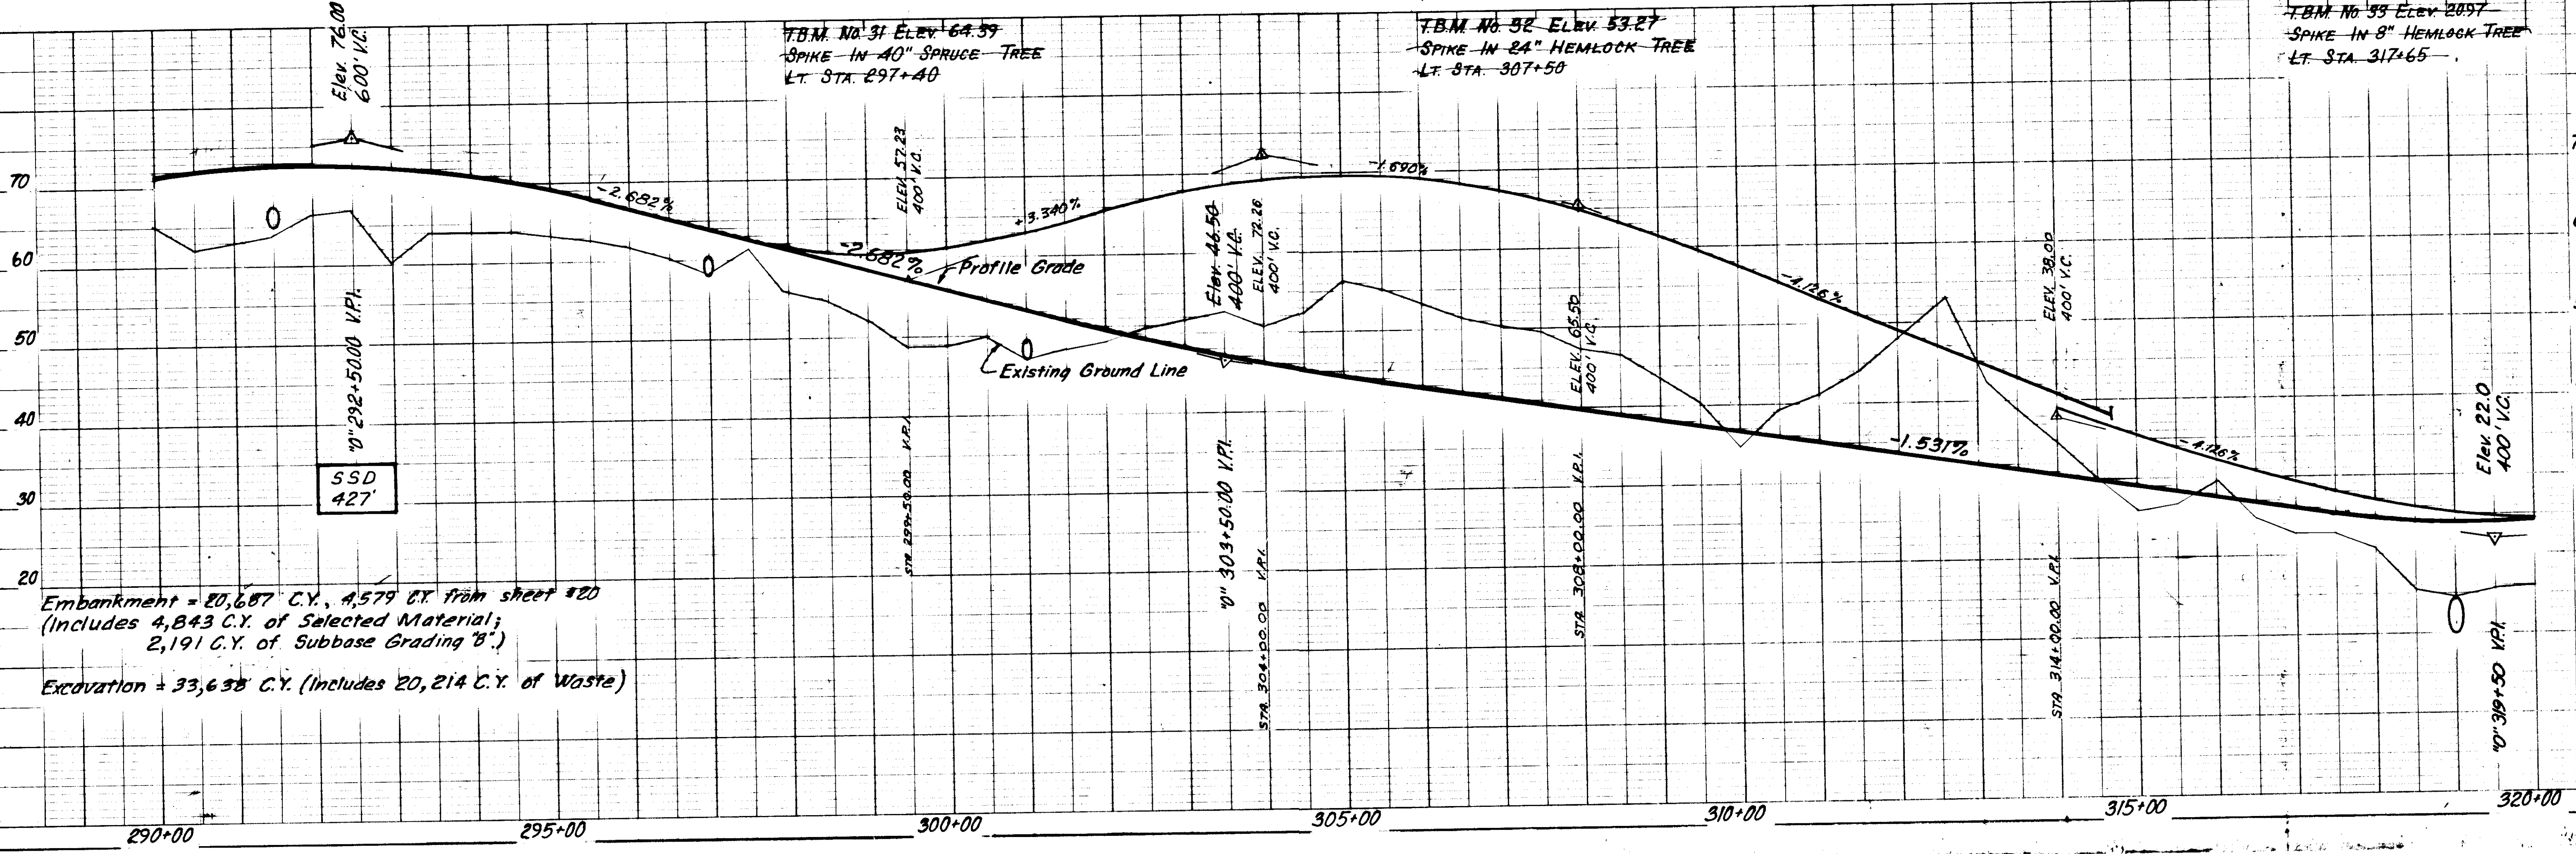 Elev. 76.00
600' V.C.
T.B.M. No. 31 Elev. 64.39
SPIKE IN 40" SPRUCE TREE
LT. STA. 297+40
T.B.M. No. 32 ELEV. 53.27
SPIKE IN 24" HEMLOCK TREE
LT. STA. 307+50
T.B.M. No. 33 ELEV. 20.97
SPIKE IN 8" HEMLOCK TREE
LT. STA. 317+65
70
60
50
40
30
20
-2.682%
ELEV. 57.23
400' V.C.
+3.340%
-1.690%
-2.682%
Profile Grade
Elev. 46.50
400' V.C.
ELEV. 72.26
400' V.C.
-4.126%
ELEV. 38.00
400' V.C.
ELEV. 65.50
400' V.C.
Existing Ground Line
"O" 292+50.00 V.P.I.
SSD
427'
STA 299+50.00 V.P.I.
"O" 303+50.00 V.P.I.
STA. 304+00.00 V.P.I.
STA 308+00.00 V.P.I.
STA 314+00.00 V.P.I.
-1.531%
-4.126%
Elev. 22.0
400' V.C.
"O" 319+50 V.P.I.
Embankment = 20,687 C.Y., 4,579 C.Y. from sheet #20
(Includes 4,843 C.Y. of Selected Material;
2,191 C.Y. of Subbase Grading "B".)
Excavation = 33,638 C.Y. (Includes 20,214 C.Y. of Waste)
290+00
295+00
300+00
305+00
310+00
315+00
320+00